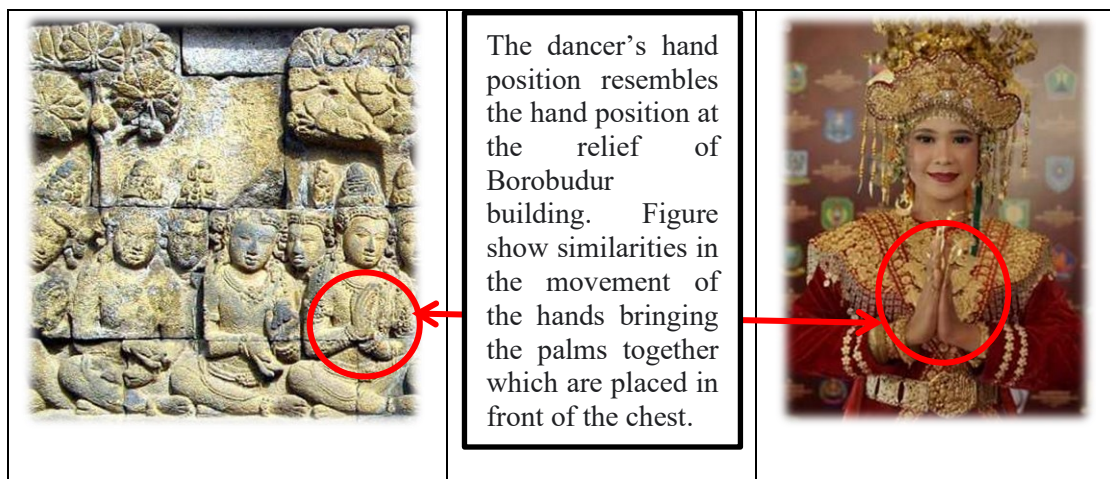 The dancer’s hand
position resembles
the hand position at
the relief of
Borobudur
building. Figure
show similarities in
the movement of
the hands bringing
the palms together
which are placed in
front of the chest.